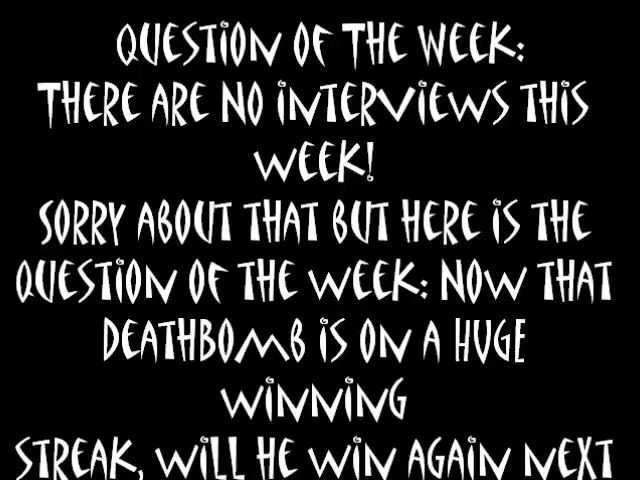 QUESTION OF THE WEEK:
THERE ARE NO INTERVIEWS THIS
WEEK!
SORRY ABOUT THAT BUT HERE IS THE
QUESTION OF THE WEEK: NOW THAT
DEATHBOMB IS ON A HUGE
WINNING
STREAK, WILL HE WIN AGAIN NEXT